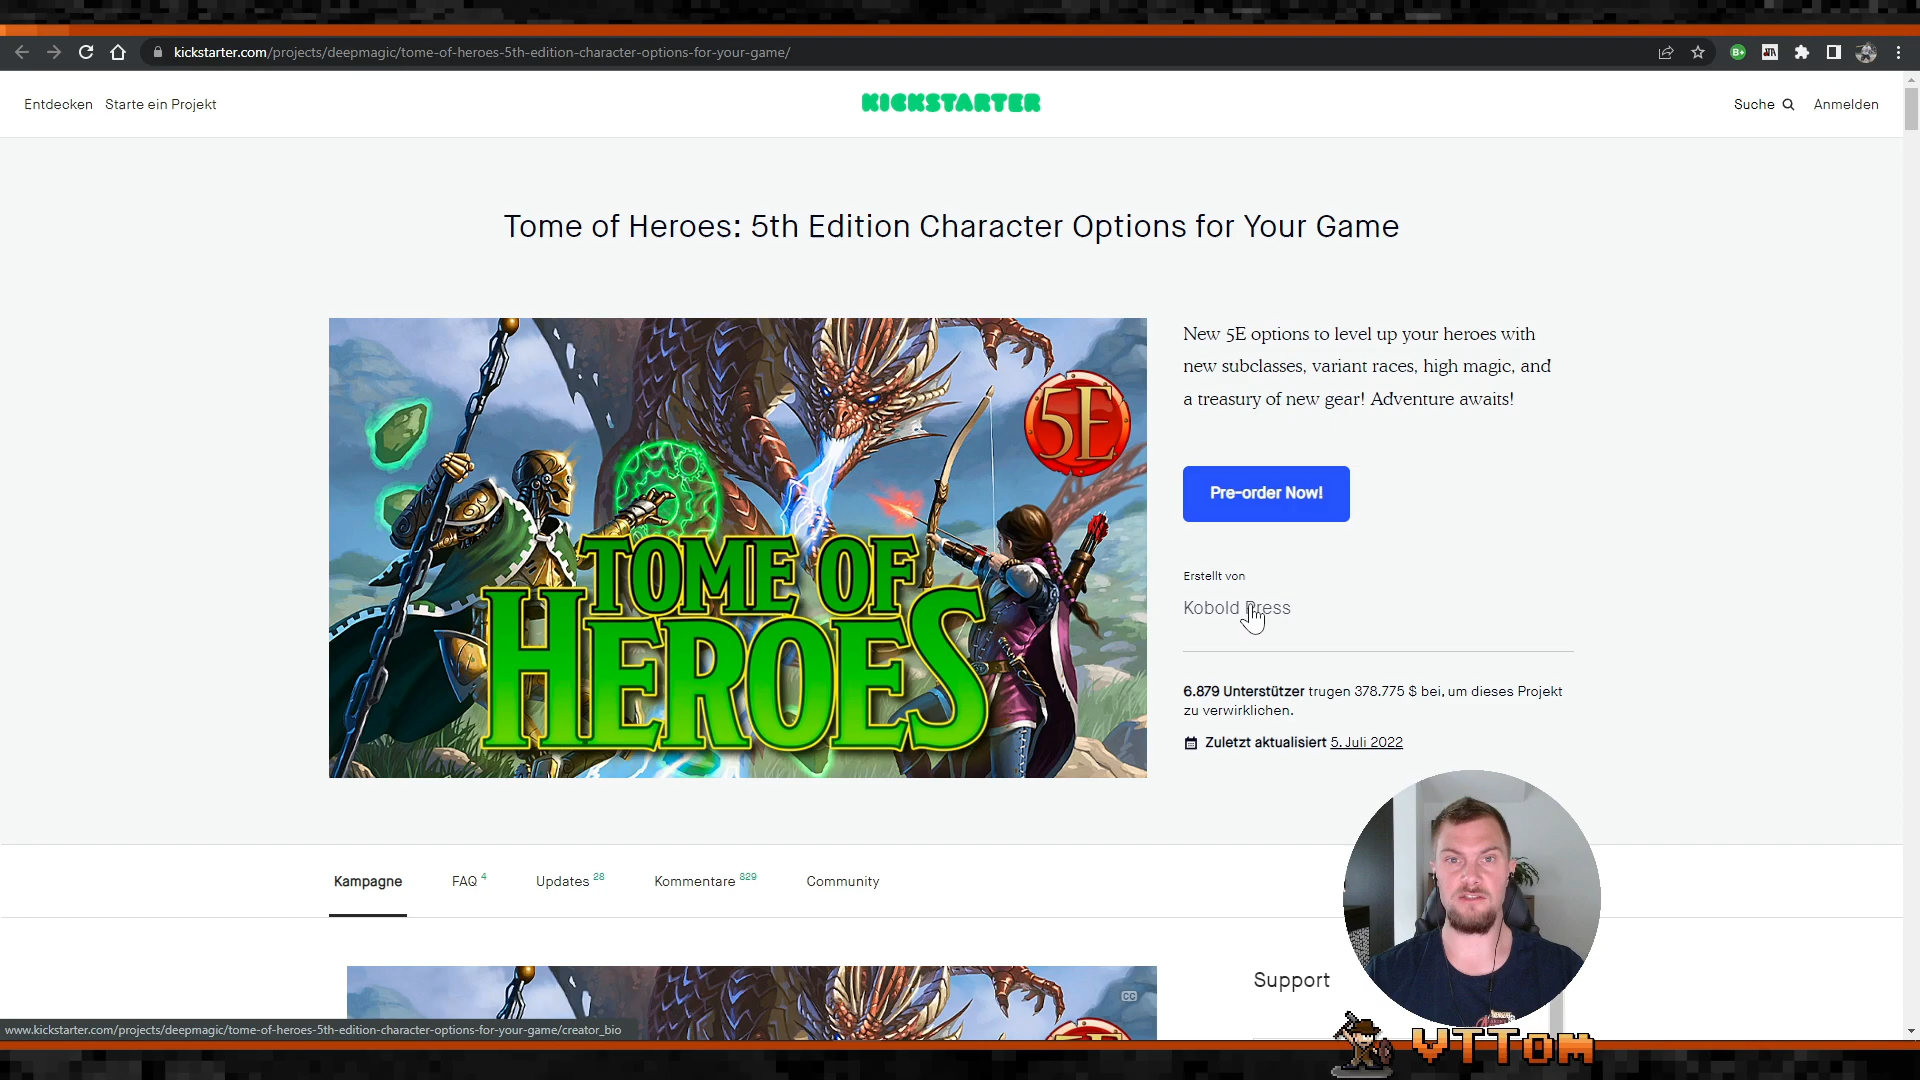 kickstarter.com/projects/deepmagic/tome-of-heroes-5th-edition-character-options-for-your-game/
Entdecken Starte ein Projekt
KICKSTARTER
Suche Anmelden
Tome of Heroes: 5th Edition Character Options for Your Game
5E
TOME OF
HEROES
New 5E options to level up your heroes with
new subclasses, variant races, high magic, and
a treasury of new gear! Adventure awaits!
Pre-order Now!
Erstellt von
Kobold Press
6.879 Unterstützer trugen 378.775 $ bei, um dieses Projekt
zu verwirklichen.
Zuletzt aktualisiert 5. Juli 2022
Kampagne FAQ 4 Updates 28 Kommentare 829 Community
CC
Support
www.kickstarter.com/projects/deepmagic/tome-of-heroes-5th-edition-character-options-for-your-game/creator_bio
VTTOM